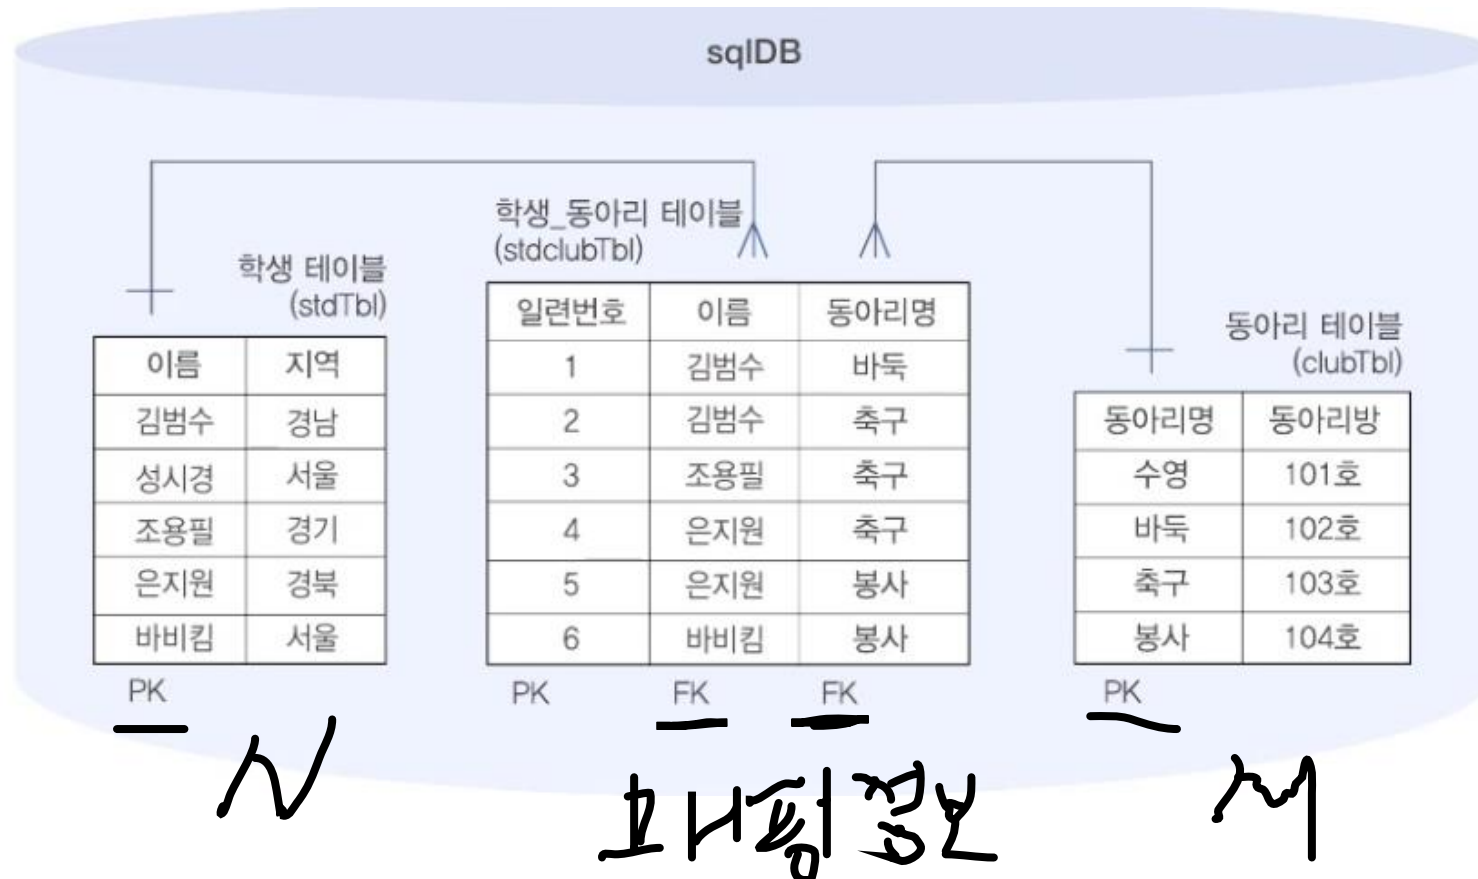 sqlDB
학생 테이블
(stdTbl)
이름 지역
김범수 경남
성시경 서울
조용필 경기
은지원 경북
바비킴 서울
PK
학생_동아리 테이블
(stdclubTbl)
일련번호 이름 동아리명
1 김범수 바둑
2 김범수 축구
3 조용필 축구
4 은지원 축구
5 은지원 봉사
6 바비킴 봉사
PK FK FK
동아리 테이블
(clubTbl)
동아리명 동아리방
수영 101호
바둑 102호
축구 103호
봉사 104호
PK
N
매핑정보